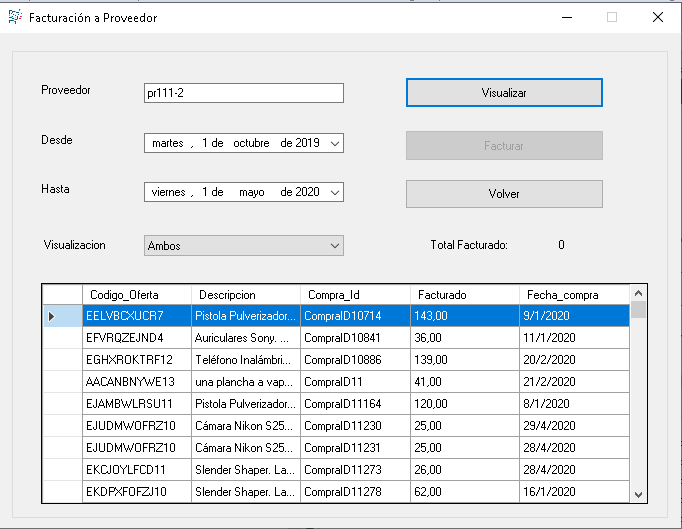 Facturación a Proveedor
Proveedor pr111-2 Visualizar
Desde martes , 1 de octubre de 2019 Facturar
Hasta viernes , 1 de mayo de 2020 Volver
Visualizacion Ambos Total Facturado: 0
Codigo_Oferta Descripcion Compra_Id Facturado Fecha_compra
EELVBCXUCR7 Pistola Pulverizador... CompraID10714 143,00 9/1/2020
EFVRQZEJND4 Auriculares Sony. ... CompraID10841 36,00 11/1/2020
EGHXROKTRF12 Teléfono Inalámbri... CompraID10886 139,00 20/2/2020
AACANBNYWE13 una plancha a vap... CompraID11 41,00 21/2/2020
EJAMBWLRSU11 Pistola Pulverizador... CompraID11164 120,00 8/1/2020
EJUDMWOFRZ10 Cámara Nikon S25... CompraID11230 25,00 29/4/2020
EJUDMWOFRZ10 Cámara Nikon S25... CompraID11231 25,00 28/4/2020
EKCJOYLFCD11 Slender Shaper. La... CompraID11273 26,00 28/4/2020
EKDPXFOFZJ10 Slender Shaper. La... CompraID11278 62,00 16/1/2020